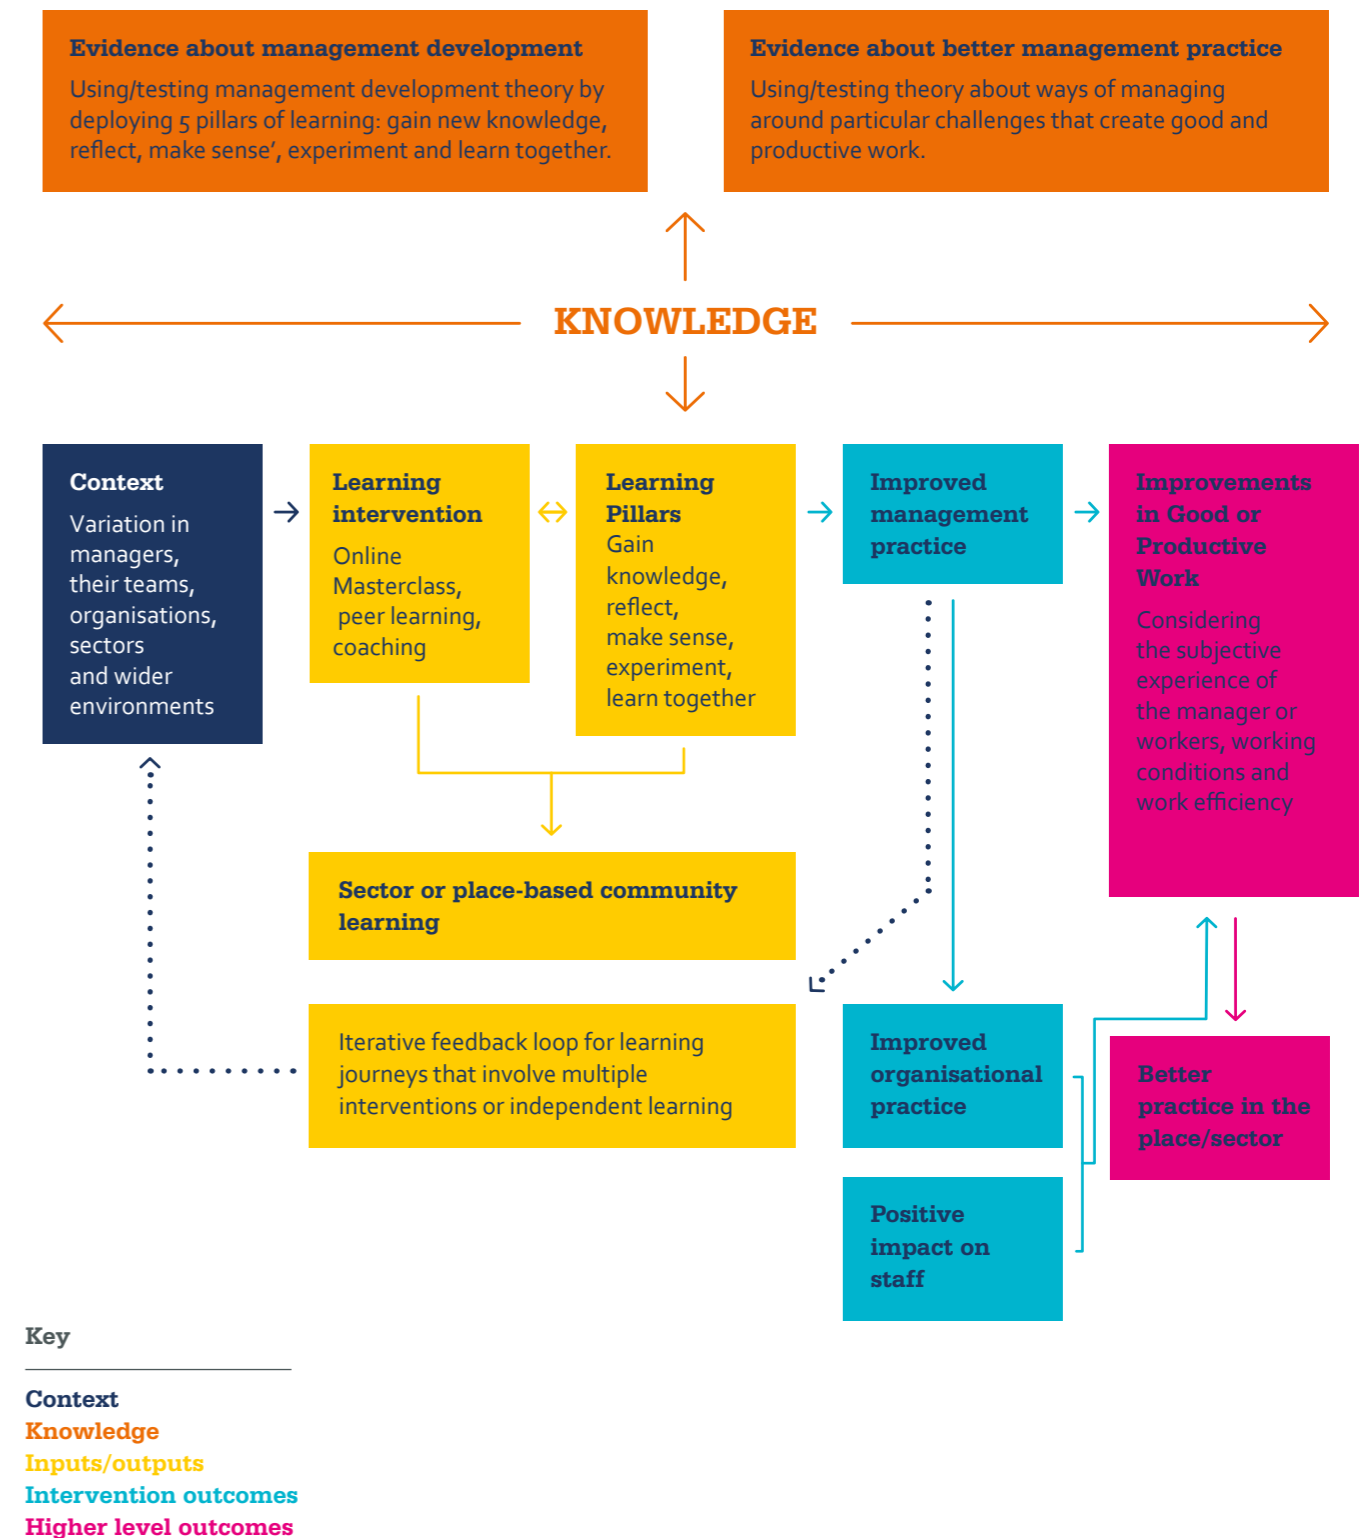 Evidence about management development
Using/testing management development theory by
deploying 5 pillars of learning: gain new knowledge,
reflect, make sense’, experiment and learn together.
Evidence about better management practice
Using/testing theory about ways of managing
around particular challenges that create good and
productive work.
KNOWLEDGE
Context
Variation in
managers,
their teams,
organisations,
sectors
and wider
environments
Learning
intervention
Online
Masterclass,
peer learning,
coaching
Learning
Pillars
Gain
knowledge,
reflect,
make sense,
experiment,
learn together
Improved
management
practice
Improvements
in Good or
Productive
Work
Considering
the subjective
experience of
the manager or
workers, working
conditions and
work efficiency
Sector or place-based community
learning
Iterative feedback loop for learning
journeys that involve multiple
interventions or independent learning
Improved
organisational
practice
Better
practice in the
place/sector
Positive
impact on
staff
Key
Context
Knowledge
Inputs/outputs
Intervention outcomes
Higher level outcomes